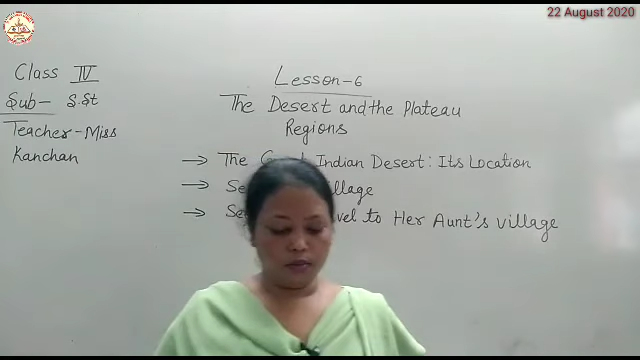 22 August 2020
Class IV
Sub- S.St
Teacher-Miss
Kanchan
Lesson-6
The Desert and the Plateau
Regions
→ The Indian Desert: Its Location
→ village
→ to Her Aunt's village